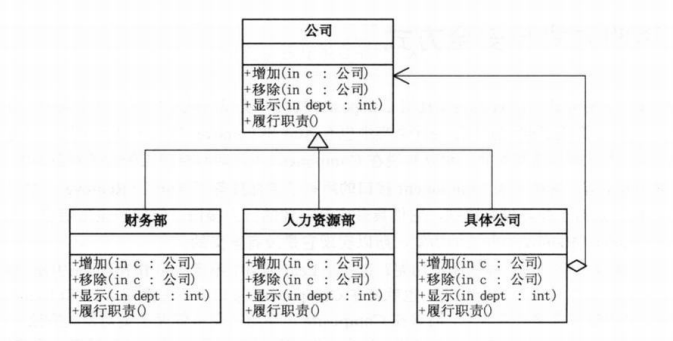 公司
+增加(in c : 公司)
+移除(in c : 公司)
+显示(in dept : int)
+履行职责()
财务部
+增加(in c : 公司)
+移除(in c : 公司)
+显示(in dept : int)
+履行职责()
人力资源部
+增加(in c : 公司)
+移除(in c : 公司)
+显示(in dept : int)
+履行职责()
具体公司
+增加(in c : 公司)
+移除(in c : 公司)
+显示(in dept : int)
+履行职责()